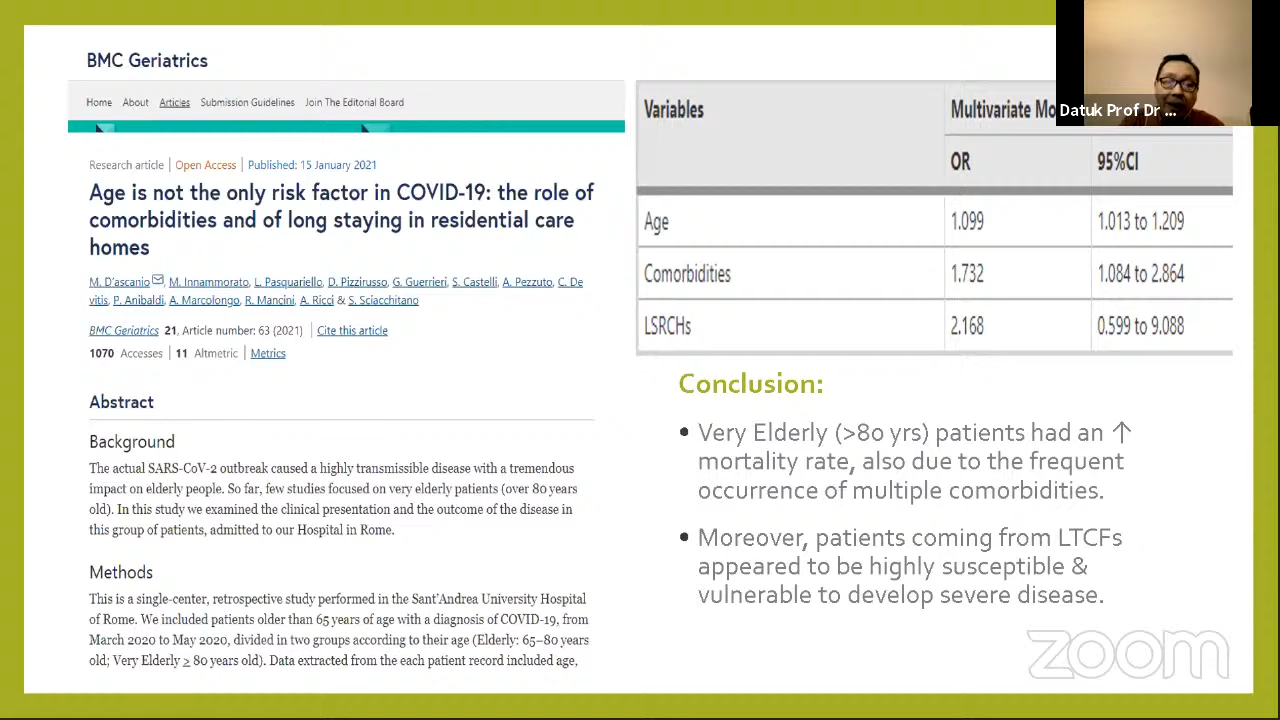 BMC Geriatrics
Home About Articles Submission Guidelines Join The Editorial Board
Research article | Open Access | Published: 15 January 2021
Age is not the only risk factor in COVID-19: the role of
comorbidities and of long staying in residential care
homes
M. D'ascanio, M. Innammorato, L. Pasquariello, D. Pizzirusso, G. Guerrieri, S. Castelli, A. Pezzuto, C. De
vitis, P. Anibaldi, A. Marcolongo, R. Mancini, A. Ricci & S. Sciacchitano
BMC Geriatrics 21, Article number: 63 (2021) | Cite this article
1070 Accesses | 11 Altmetric | Metrics
Abstract
Background
The actual SARS-CoV-2 outbreak caused a highly transmissible disease with a tremendous
impact on elderly people. So far, few studies focused on very elderly patients (over 80 years
old). In this study we examined the clinical presentation and the outcome of the disease in
this group of patients, admitted to our Hospital in Rome.
Methods
This is a single-center, retrospective study performed in the Sant'Andrea University Hospital
of Rome. We included patients older than 65 years of age with a diagnosis of COVID-19, from
March 2020 to May 2020, divided in two groups according to their age (Elderly: 65–80 years
old; Very Elderly ≥ 80 years old). Data extracted from the each patient record included age,
Variables Multivariate Mo
OR 95%CI
Age 1.099 1.013 to 1.209
Comorbidities 1.732 1.084 to 2.864
LSRCHs 2.168 0.599 to 9.088
Datuk Prof Dr ...
Conclusion:
• Very Elderly (>80 yrs) patients had an ↑
mortality rate, also due to the frequent
occurrence of multiple comorbidities.
• Moreover, patients coming from LTCFs
appeared to be highly susceptible &
vulnerable to develop severe disease.
zoom